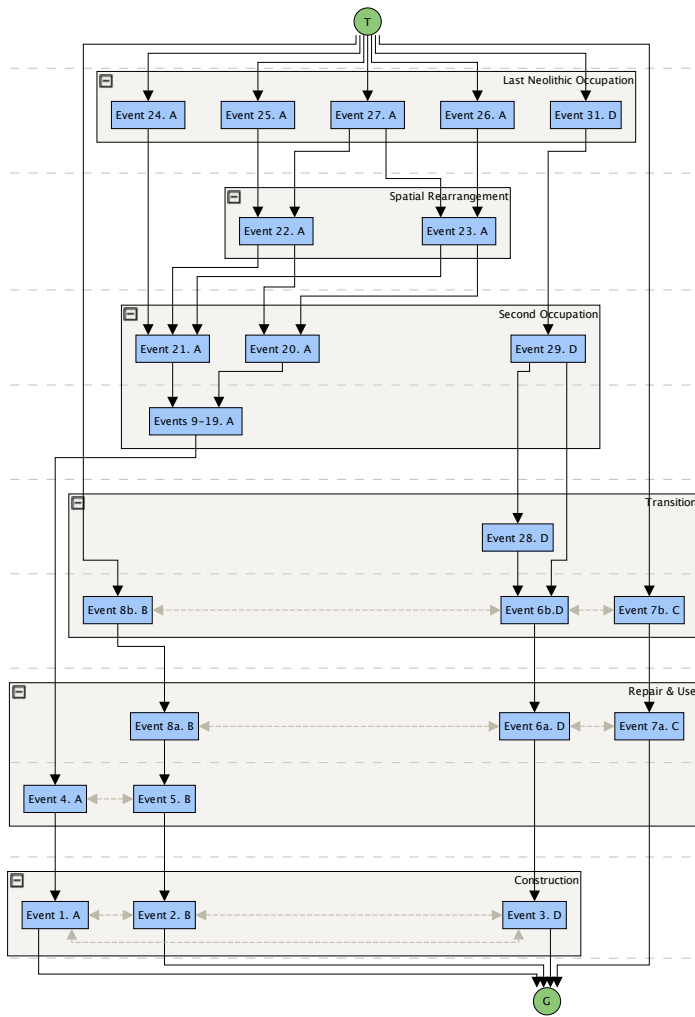 T
Last Neolithic Occupation
Event 24. A
Event 25. A
Event 27. A
Event 26. A
Event 31. D
Spatial Rearrangement
Event 22. A
Event 23. A
Second Occupation
Event 21. A
Event 20. A
Event 29. D
Events 9-19. A
Transition
Event 28. D
Event 8b. B
Event 6b.D
Event 7b. C
Repair & Use
Event 8a. B
Event 6a. D
Event 7a. C
Event 4. A
Event 5. B
Construction
Event 1. A
Event 2. B
Event 3. D
G